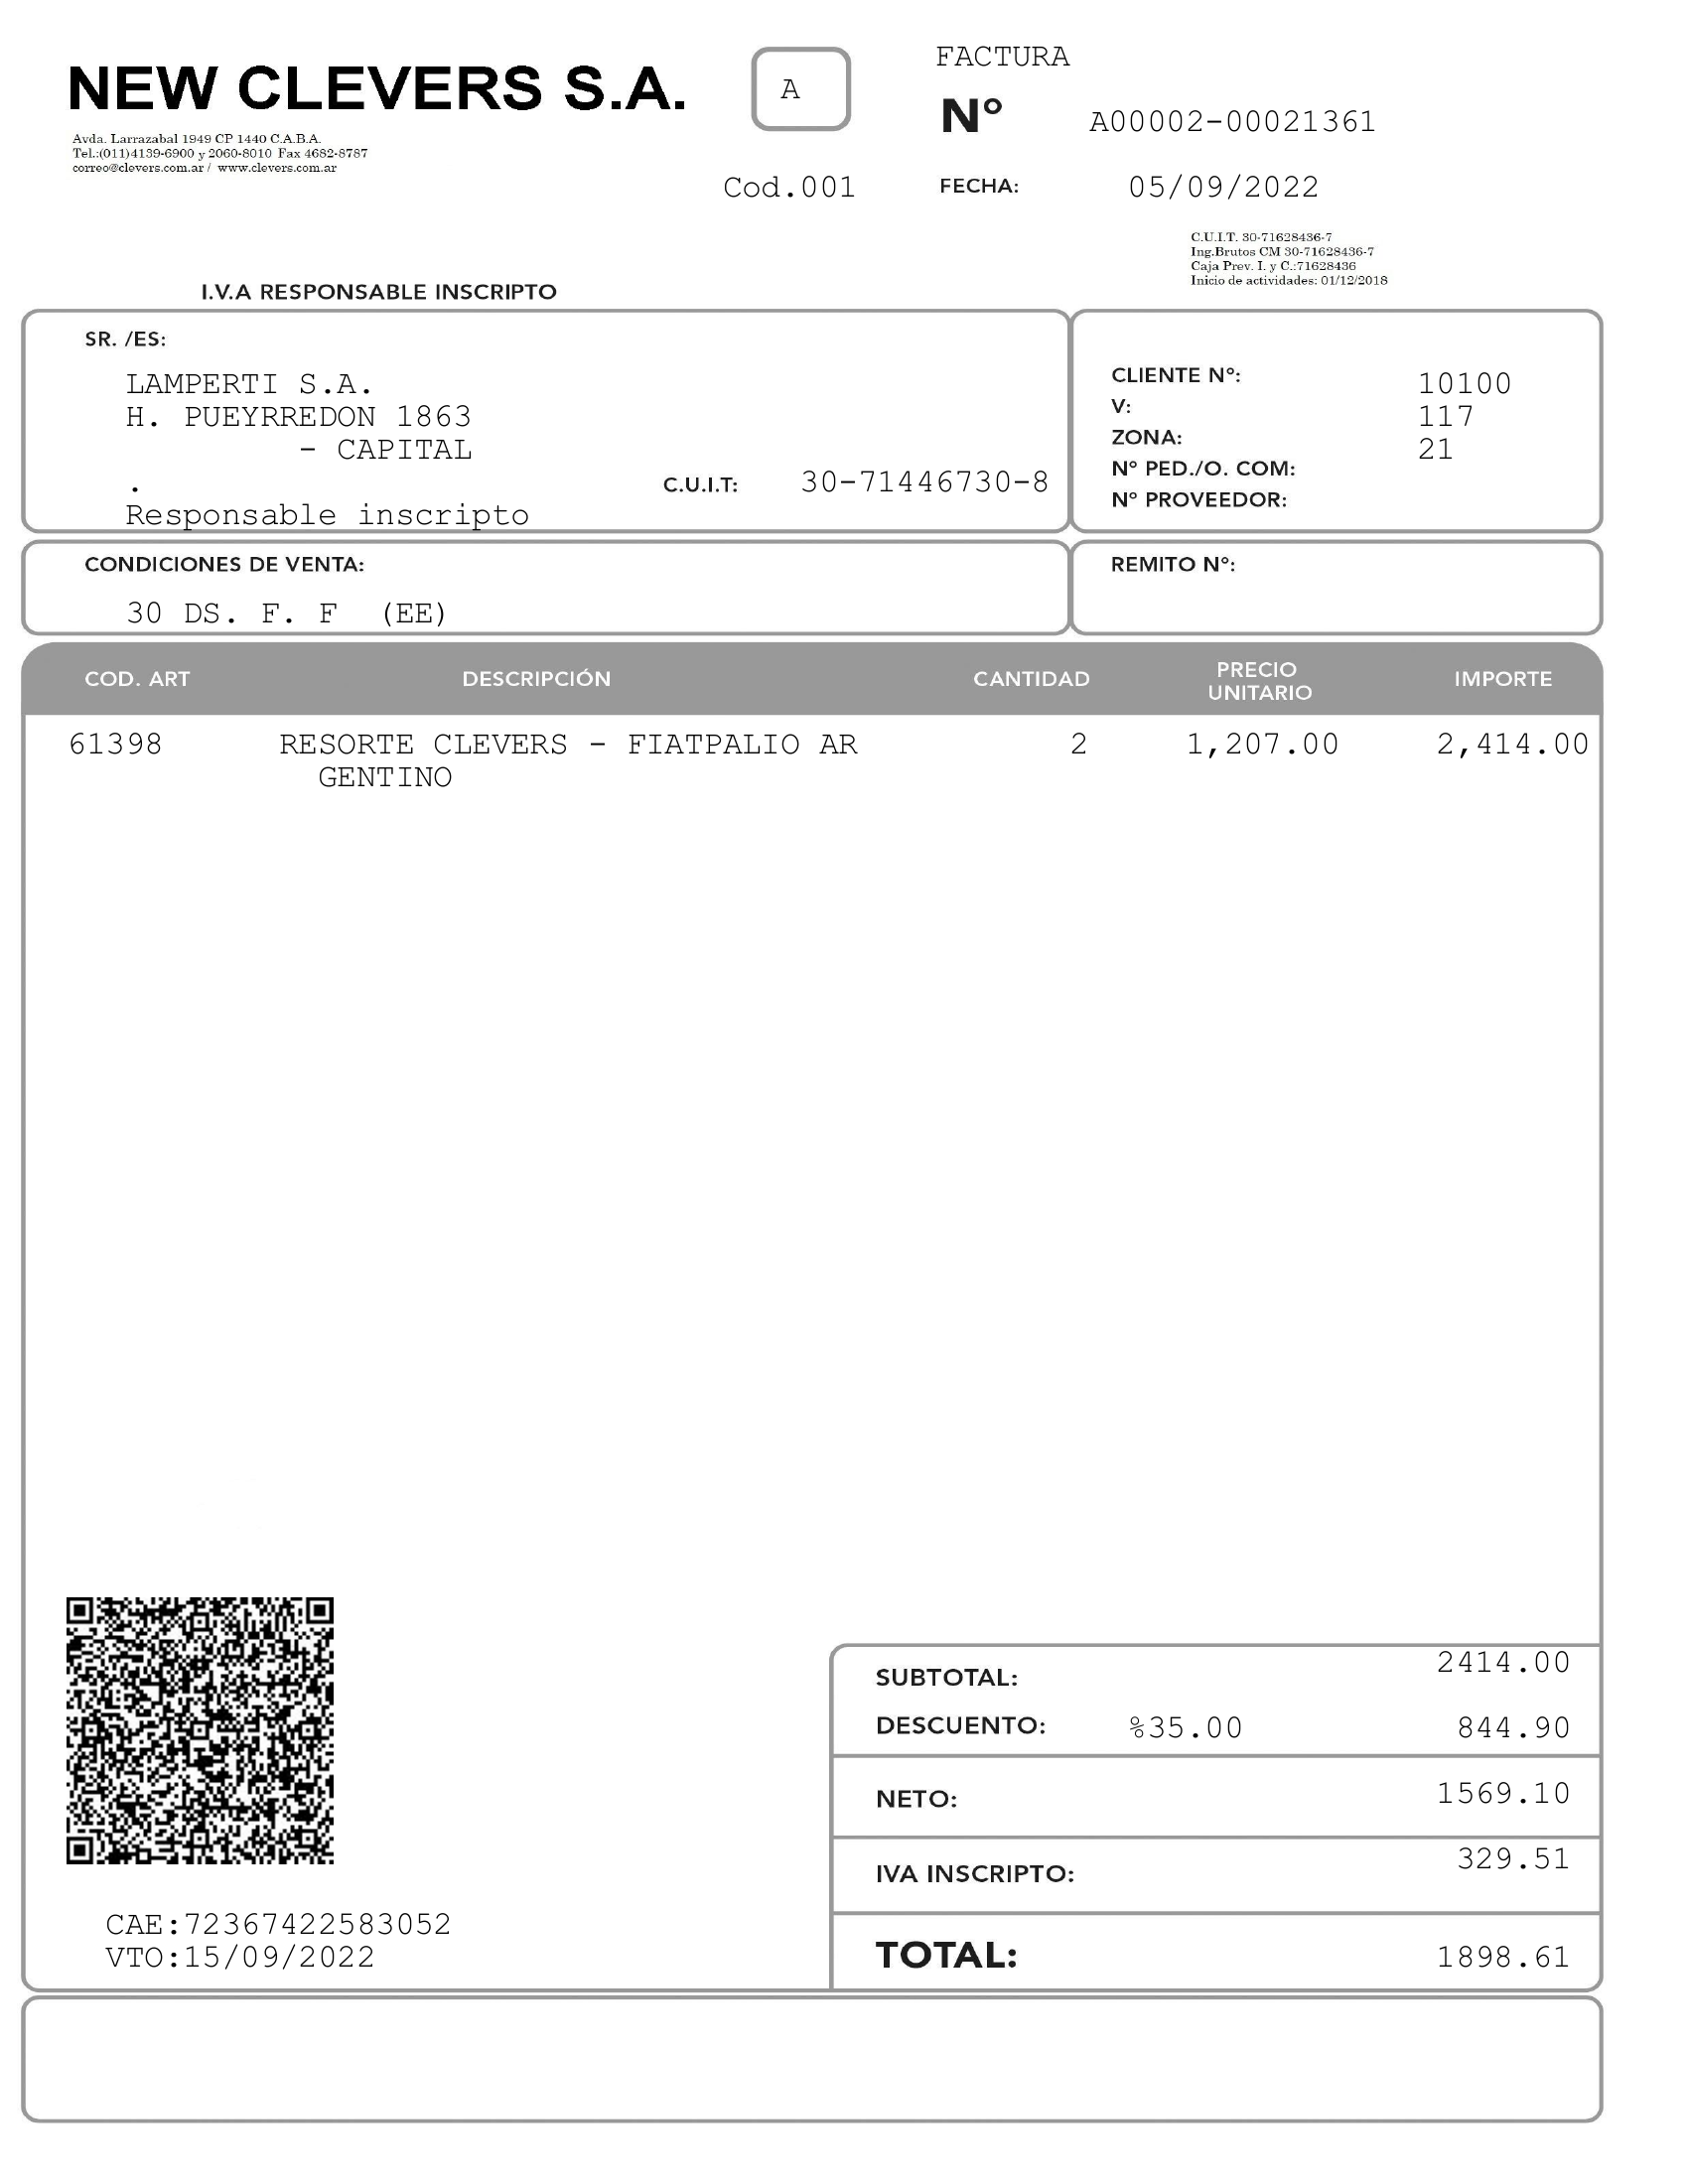 NEW CLEVERS S.A.
Avda. Larrazabal 1949 CP 1440 C.A.B.A.
Tel.:(011)4139-6900 y 2060-8010 Fax 4682-8787
correo@clevers.com.ar / www.clevers.com.ar
A
Cod.001
FACTURA
Nº A00002-00021361
FECHA: 05/09/2022
C.U.I.T. 30-71628436-7
Ing.Brutos CM 30-71628436-7
Caja Prev. I. y C.:71628436
Inicio de actividades: 01/12/2018
I.V.A RESPONSABLE INSCRIPTO
SR. /ES:
LAMPERTI S.A.
H. PUEYRREDON 1863
- CAPITAL
.
C.U.I.T: 30-71446730-8
Responsable inscripto
CLIENTE Nº: 10100
V: 117
ZONA: 21
Nº PED./O. COM:
Nº PROVEEDOR:
CONDICIONES DE VENTA:
30 DS. F. F (EE)
REMITO Nº:
COD. ART DESCRIPCIÓN CANTIDAD PRECIO UNITARIO IMPORTE
61398 RESORTE CLEVERS - FIATPALIO AR 2 1,207.00 2,414.00
GENTINO
SUBTOTAL: 2414.00
DESCUENTO: %35.00 844.90
NETO: 1569.10
IVA INSCRIPTO: 329.51
TOTAL: 1898.61
CAE:72367422583052
VTO:15/09/2022